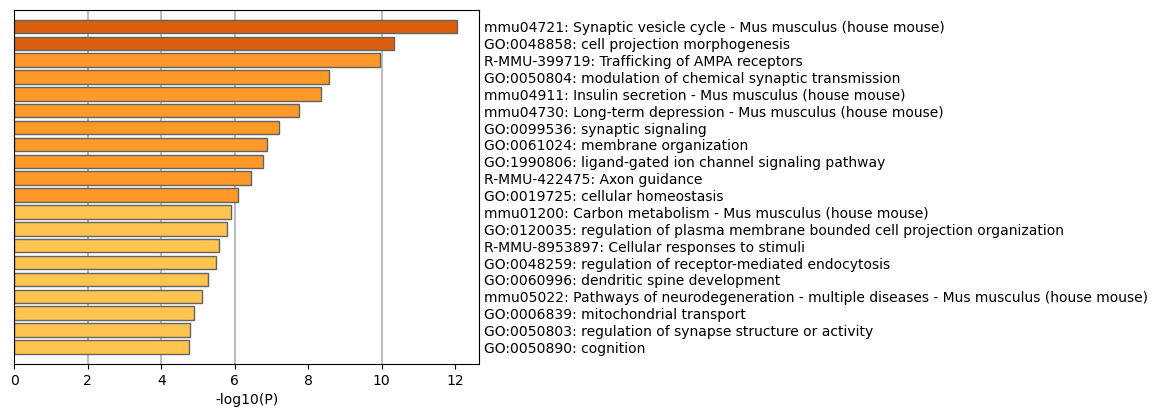 mmu04721: Synaptic vesicle cycle - Mus musculus (house mouse)
GO:0048858: cell projection morphogenesis
R-MMU-399719: Trafficking of AMPA receptors
GO:0050804: modulation of chemical synaptic transmission
mmu04911: Insulin secretion - Mus musculus (house mouse)
mmu04730: Long-term depression - Mus musculus (house mouse)
GO:0099536: synaptic signaling
GO:0061024: membrane organization
GO:1990806: ligand-gated ion channel signaling pathway
R-MMU-422475: Axon guidance
GO:0019725: cellular homeostasis
mmu01200: Carbon metabolism - Mus musculus (house mouse)
GO:0120035: regulation of plasma membrane bounded cell projection organization
R-MMU-8953897: Cellular responses to stimuli
GO:0048259: regulation of receptor-mediated endocytosis
GO:0060996: dendritic spine development
mmu05022: Pathways of neurodegeneration - multiple diseases - Mus musculus (house mouse)
GO:0006839: mitochondrial transport
GO:0050803: regulation of synapse structure or activity
GO:0050890: cognition
0 2 4 6 8 10 12
-log10(P)